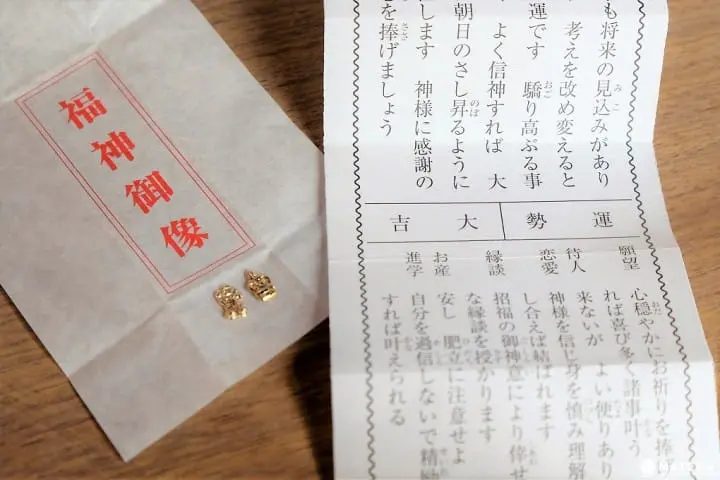 福神御像
も将来の見込みがあり
考えを改め変えると
運です 驕り高ぶる事
よく信神すれば 大
朝日のさし昇るように
します 神様に感謝の
を捧げましょう
運勢
大吉
願望 心穏やかにお祈りを捧
れば喜び多く諸事叶う
待人 来ないが よい便りあり
恋愛 神様を信じ身を慎み理解
し合えば結ばれます
縁談 招福の御神意により倖せ
な縁談を授かります
お産 安し 肥立に注意せよ
進学 自分を過信しないで精
すれば叶えられる